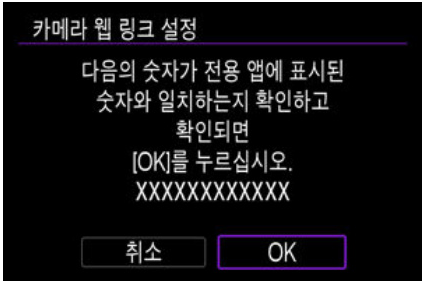 카메라 웹 링크 설정
다음의 숫자가 전용 앱에 표시된
숫자와 일치하는지 확인하고
확인되면
[OK]를 누르십시오.
XXXXXXXXXXXX
취소
OK